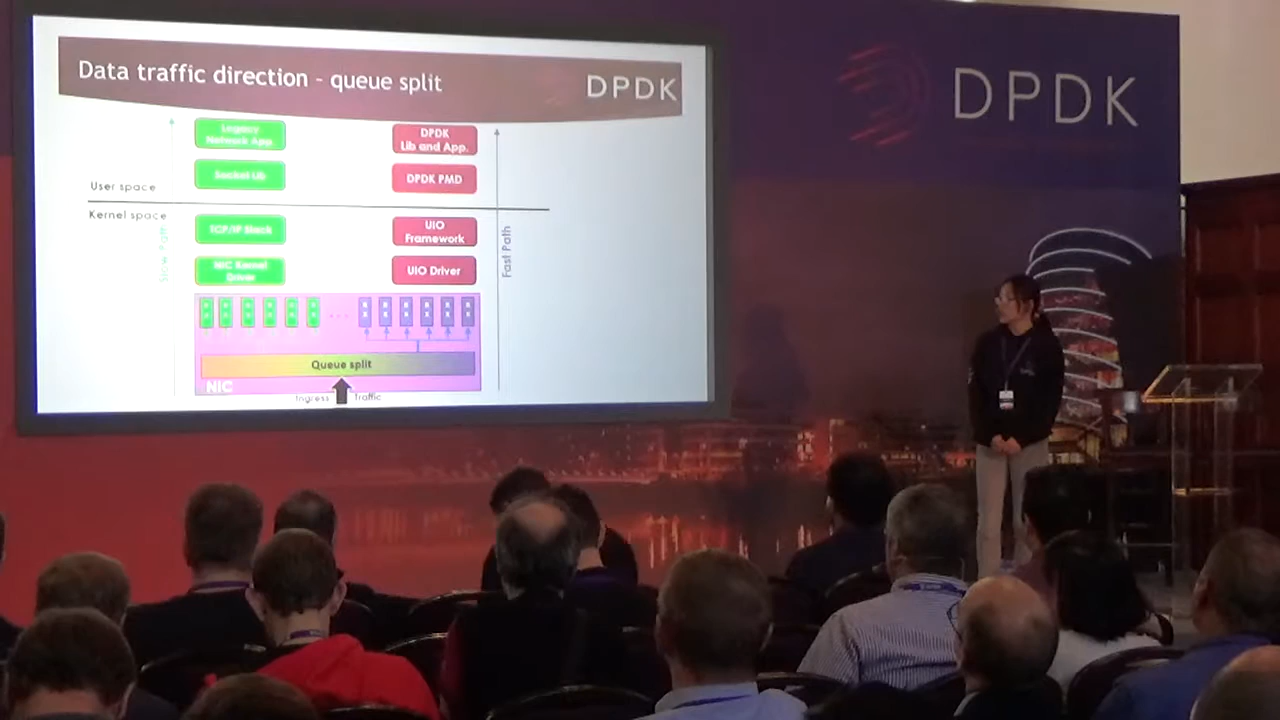 Data traffic direction - queue split
DPDK
DPDK
Legacy
Network App.
DPDK
Lib and App.
Socket Lib
DPDK PMD
User space
Kernel space
TCP/IP Stack
UIO
Framework
Slow Path
Fast Path
NIC Kernel
Driver
UIO Driver
Queue split
NIC
Ingress
Traffic